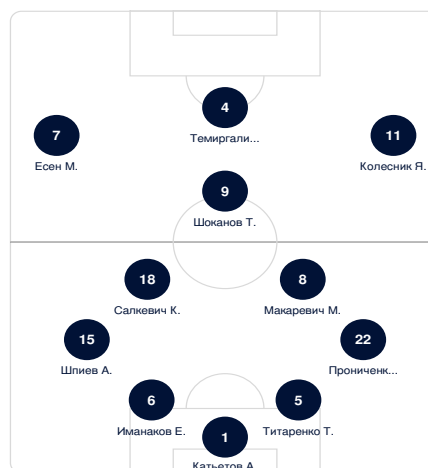 4
Темиргали...
7
Есен М.
11
Колесник Я.
9
Шоканов Т.
18
Салкевич К.
8
Макаревич М.
15
Шпиев А.
22
Прониченк...
6
Иманаков Е.
5
Титаренко Т.
1
Катьетов А.